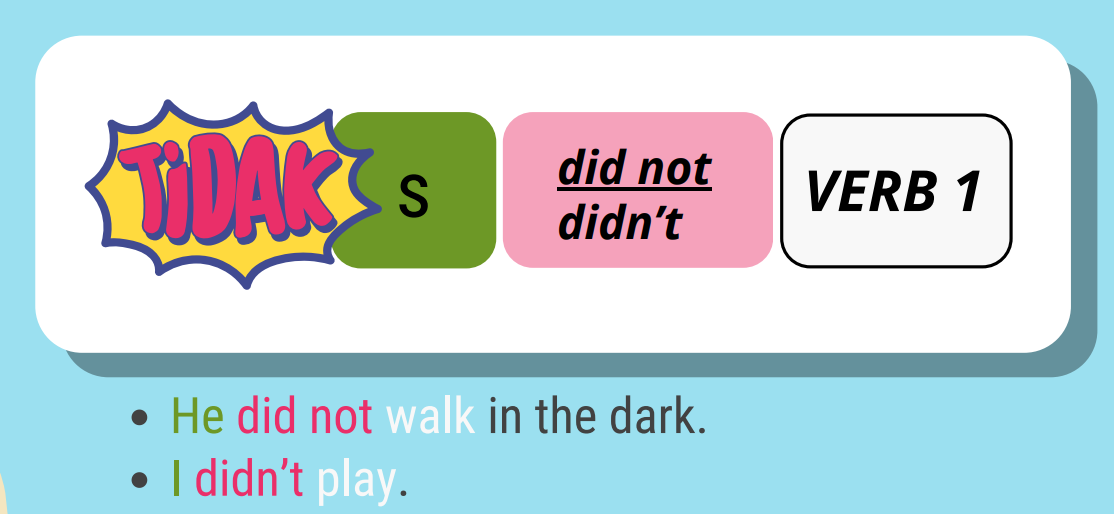 TiDAK
S
did not
didn't
VERB 1
• He did not walk in the dark.
• I didn't play.